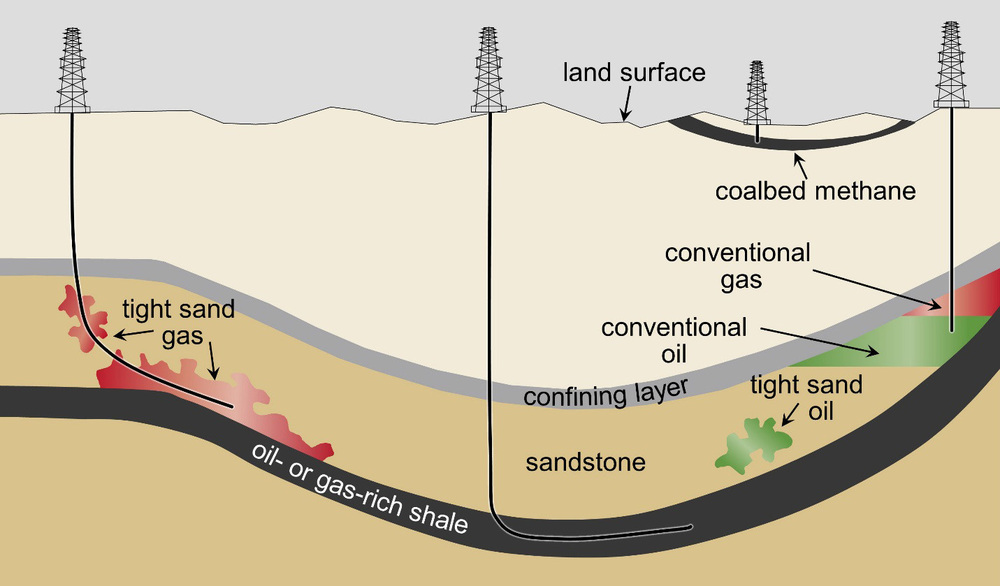 land surface
coalbed methane
conventional
gas
tight sand
gas
conventional
oil
confining layer
tight sand
oil
sandstone
oil- or gas-rich shale